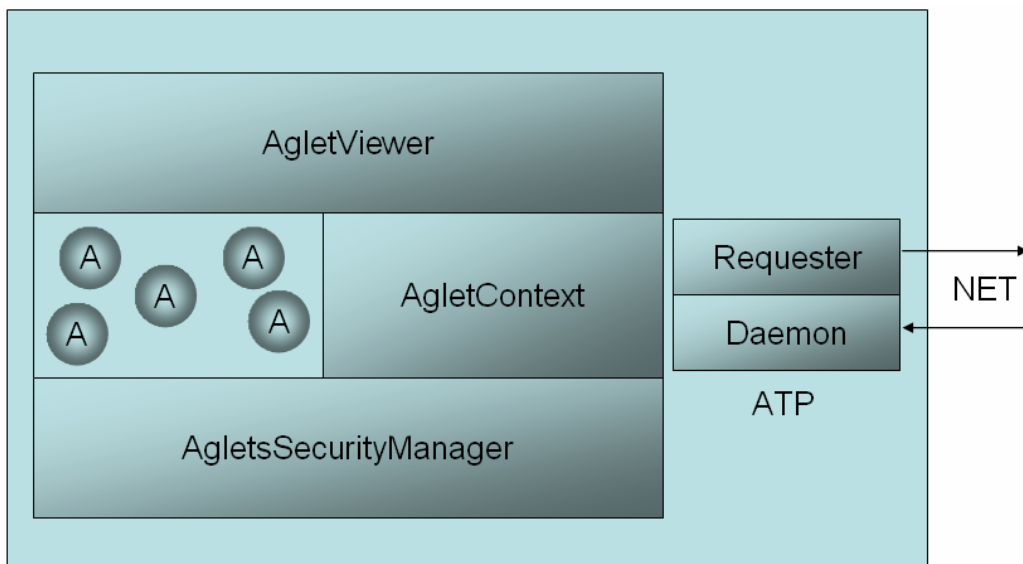 AgletViewer
A
A
A
A
A
AgletContext
Requester
NET
Daemon
ATP
AgletsSecurityManager